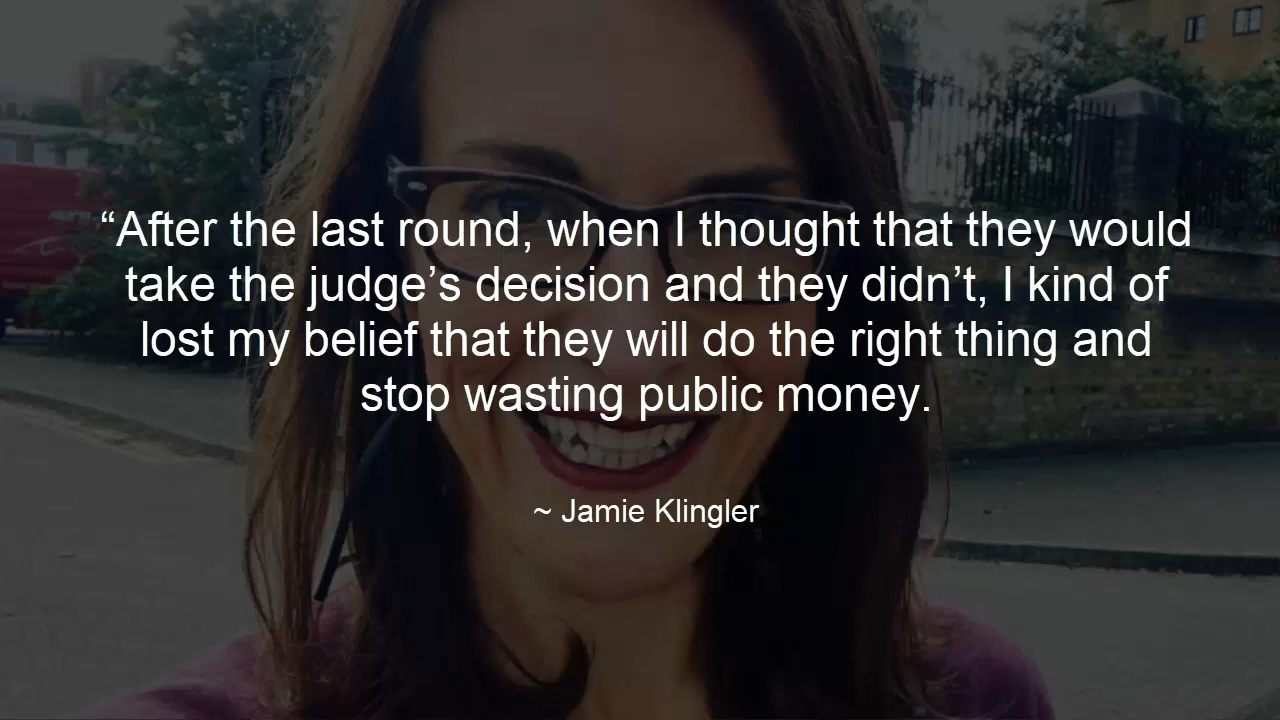 “After the last round, when I thought that they would
take the judge’s decision and they didn’t, I kind of
lost my belief that they will do the right thing and
stop wasting public money.
~ Jamie Klingler